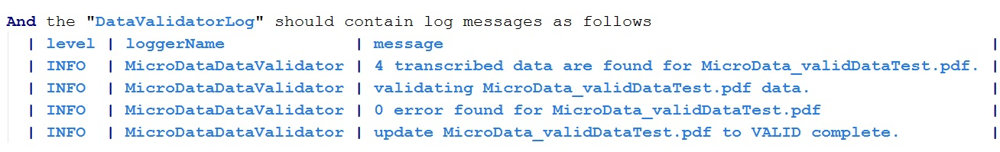 And the "DataValidatorLog" should contain log messages as follows
| level | loggerName | message |
| INFO | MicroDataDataValidator | 4 transcribed data are found for MicroData_validDataTest.pdf. |
| INFO | MicroDataDataValidator | validating MicroData_validDataTest.pdf data. |
| INFO | MicroDataDataValidator | 0 error found for MicroData_validDataTest.pdf |
| INFO | MicroDataDataValidator | update MicroData_validDataTest.pdf to VALID complete. |